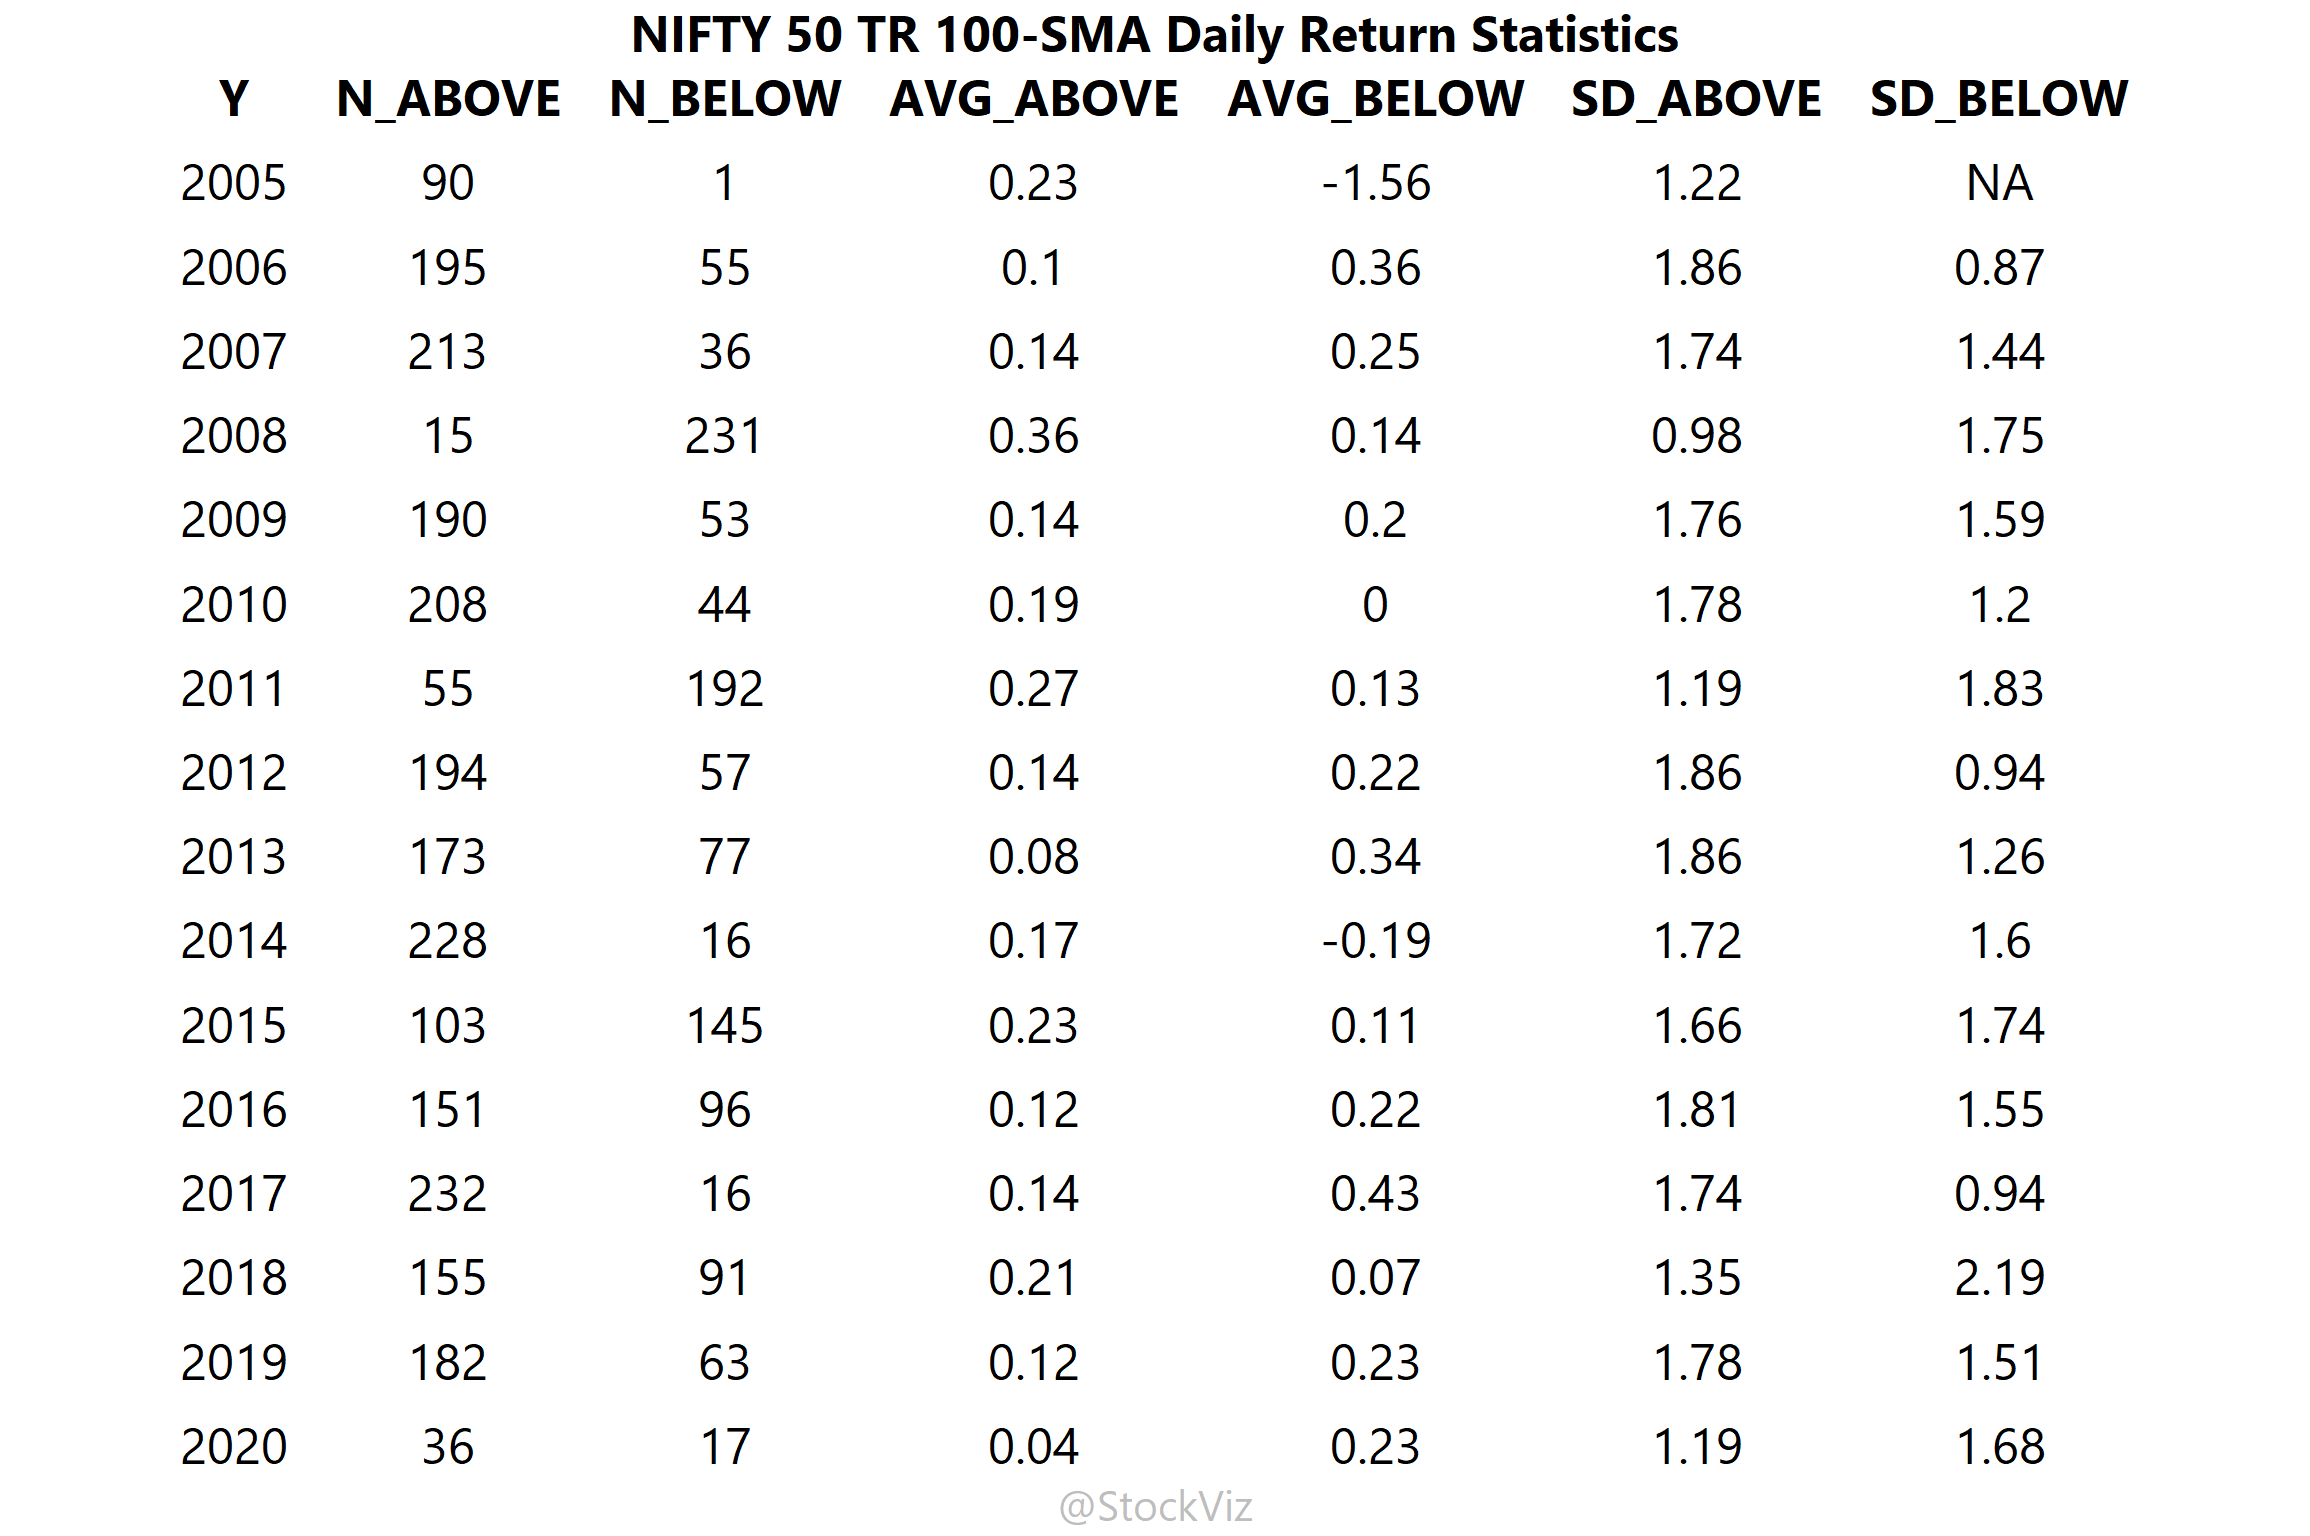 NIFTY 50 TR 100-SMA Daily Return Statistics
Y N_ABOVE N_BELOW AVG_ABOVE AVG_BELOW SD_ABOVE SD_BELOW
2005 90 1 0.23 -1.56 1.22 NA
2006 195 55 0.1 0.36 1.86 0.87
2007 213 36 0.14 0.25 1.74 1.44
2008 15 231 0.36 0.14 0.98 1.75
2009 190 53 0.14 0.2 1.76 1.59
2010 208 44 0.19 0 1.78 1.2
2011 55 192 0.27 0.13 1.19 1.83
2012 194 57 0.14 0.22 1.86 0.94
2013 173 77 0.08 0.34 1.86 1.26
2014 228 16 0.17 -0.19 1.72 1.6
2015 103 145 0.23 0.11 1.66 1.74
2016 151 96 0.12 0.22 1.81 1.55
2017 232 16 0.14 0.43 1.74 0.94
2018 155 91 0.21 0.07 1.35 2.19
2019 182 63 0.12 0.23 1.78 1.51
2020 36 17 0.04 0.23 1.19 1.68
@StockViz